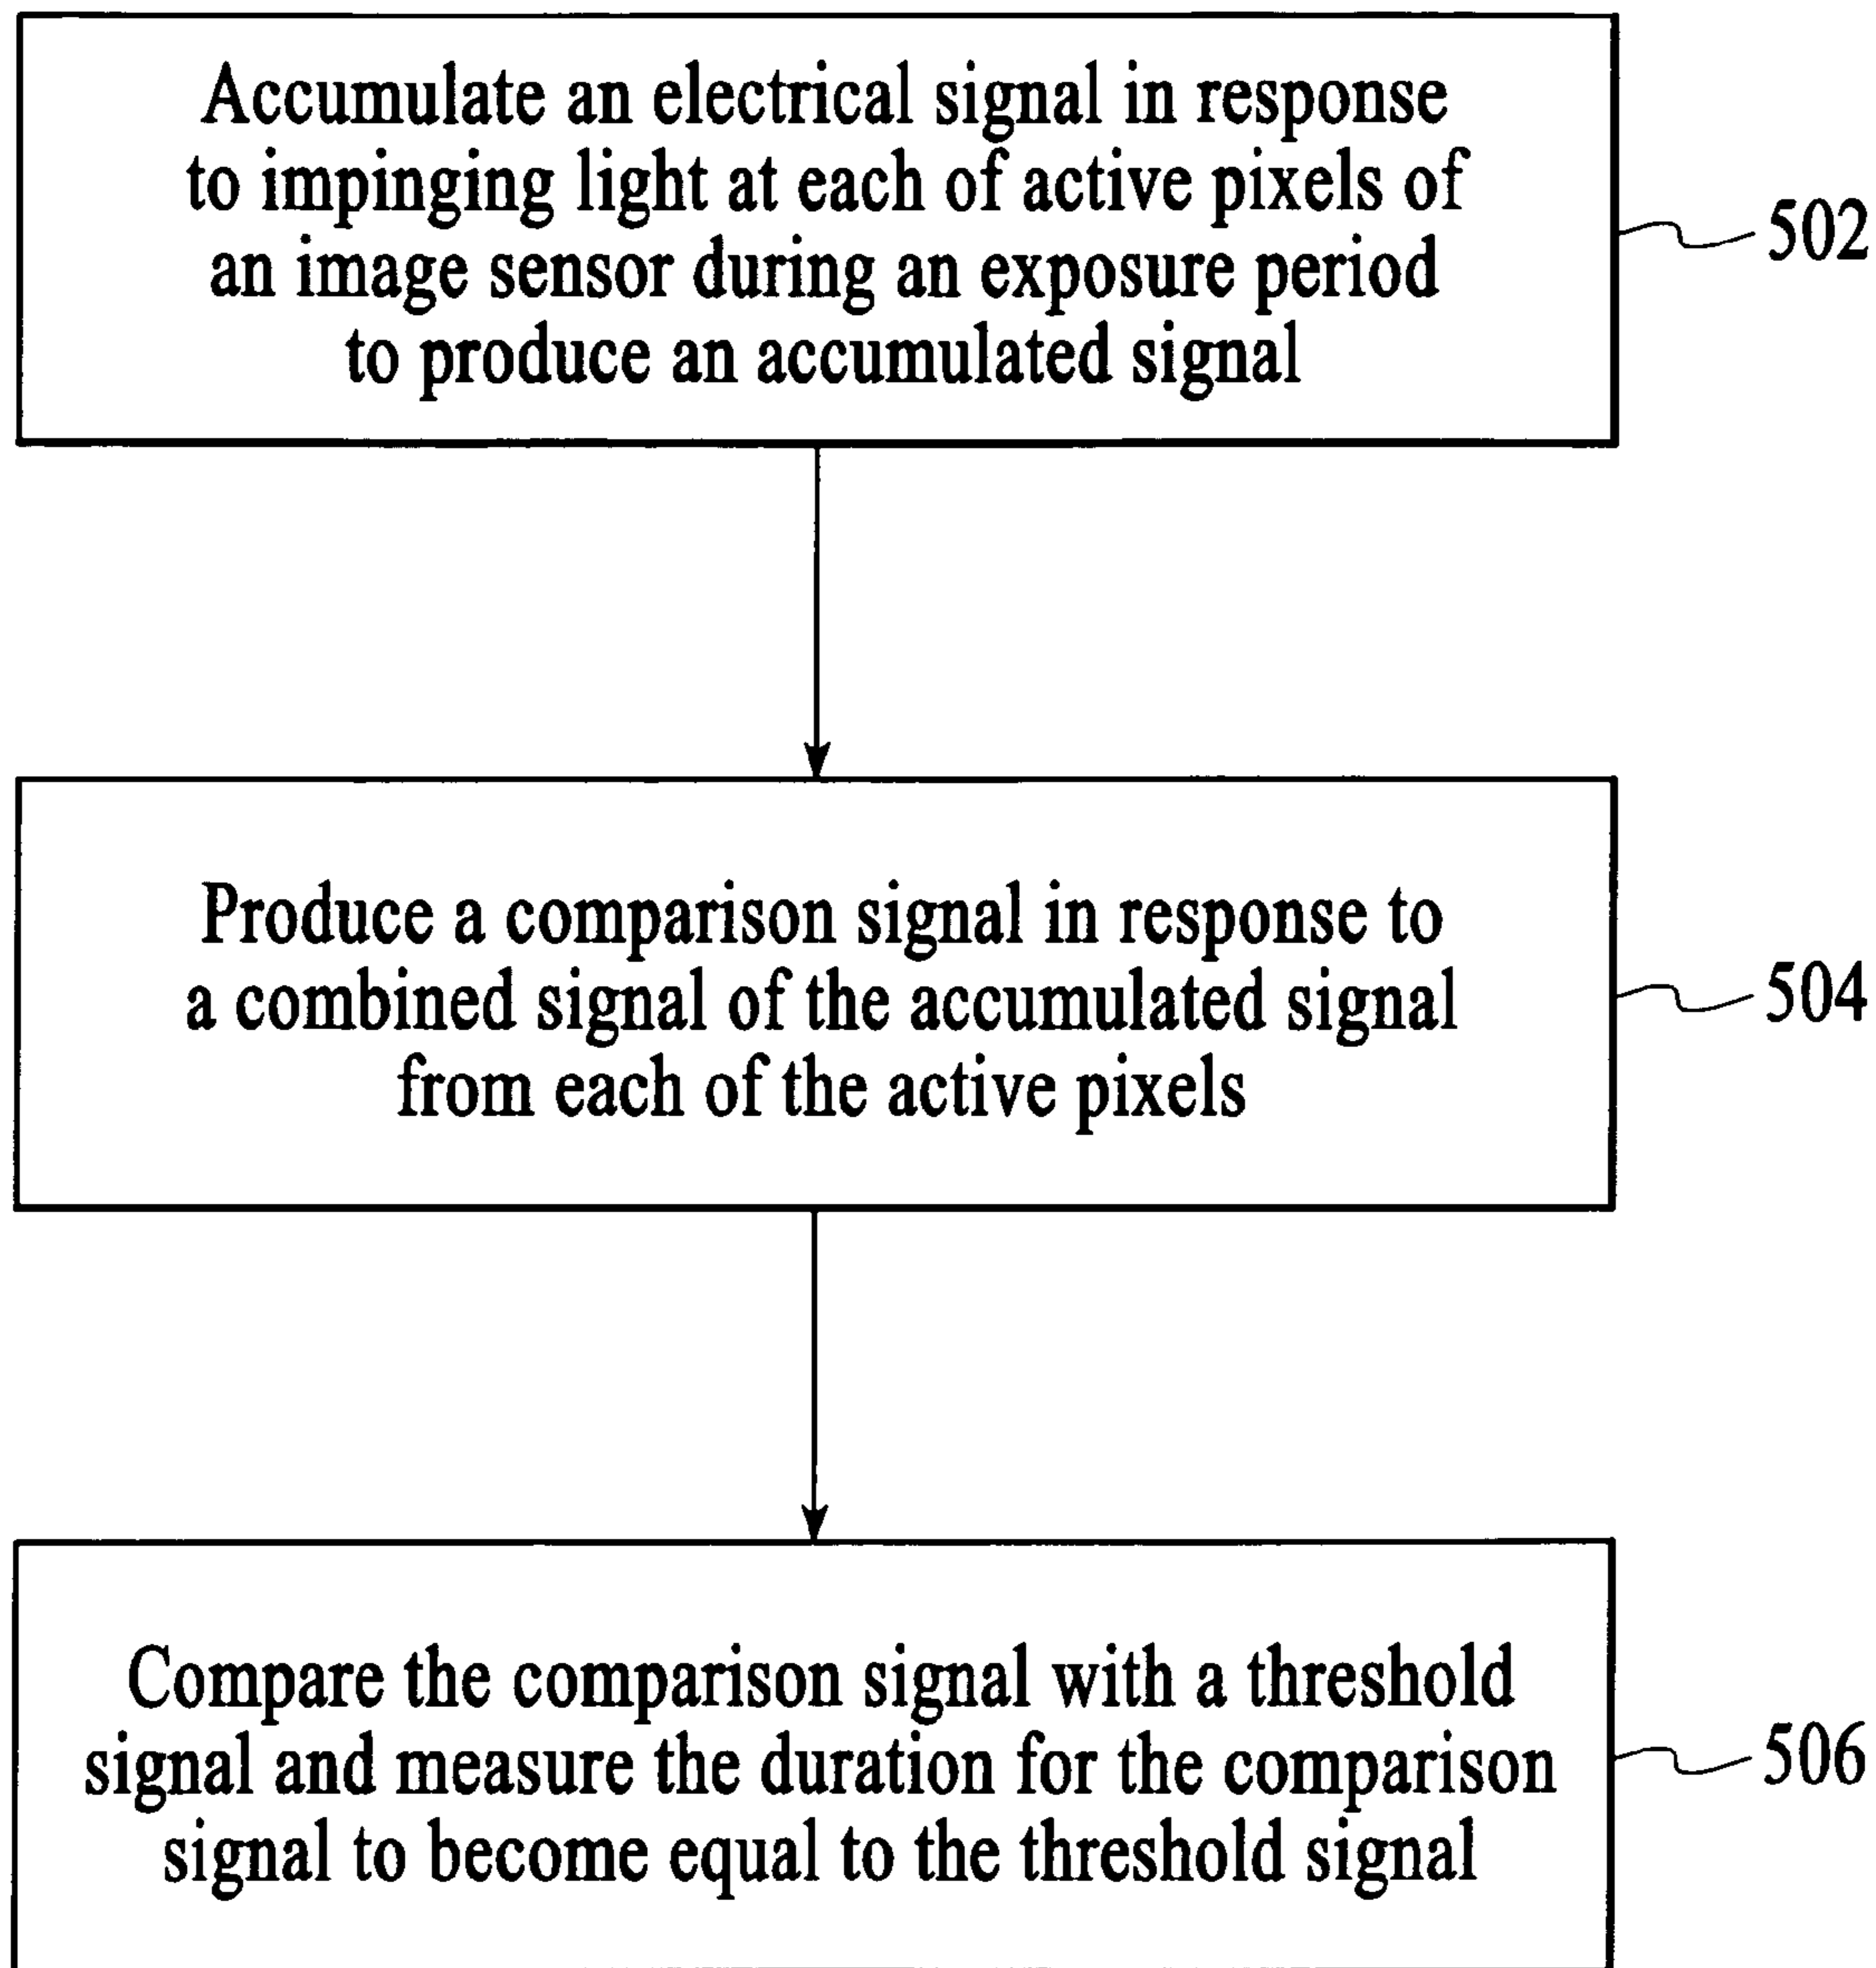 Accumulate an electrical signal in response
to impinging light at each of active pixels of
an image sensor during an exposure period
to produce an accumulated signal
502
Produce a comparison signal in response to
a combined signal of the accumulated signal
from each of the active pixels
504
Compare the comparison signal with a threshold
signal and measure the duration for the comparison
signal to become equal to the threshold signal
506